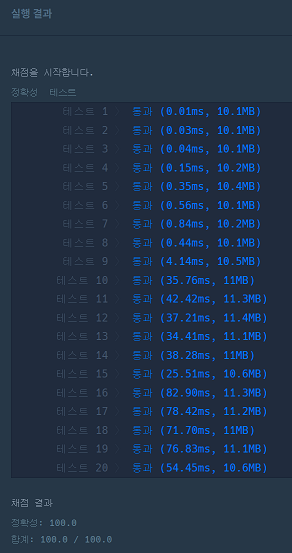 실행 결과
채점을 시작합니다.
정확성 테스트
테스트 1 〉 통과 (0.01ms, 10.1MB)
테스트 2 〉 통과 (0.03ms, 10.1MB)
테스트 3 〉 통과 (0.04ms, 10.1MB)
테스트 4 〉 통과 (0.15ms, 10.2MB)
테스트 5 〉 통과 (0.35ms, 10.4MB)
테스트 6 〉 통과 (0.56ms, 10.1MB)
테스트 7 〉 통과 (0.84ms, 10.2MB)
테스트 8 〉 통과 (0.44ms, 10.1MB)
테스트 9 〉 통과 (4.14ms, 10.5MB)
테스트 10 〉 통과 (35.76ms, 11MB)
테스트 11 〉 통과 (42.42ms, 11.3MB)
테스트 12 〉 통과 (37.21ms, 11.4MB)
테스트 13 〉 통과 (34.41ms, 11.1MB)
테스트 14 〉 통과 (38.28ms, 11MB)
테스트 15 〉 통과 (25.51ms, 10.6MB)
테스트 16 〉 통과 (82.90ms, 11.3MB)
테스트 17 〉 통과 (78.42ms, 11.2MB)
테스트 18 〉 통과 (71.70ms, 11MB)
테스트 19 〉 통과 (76.83ms, 11.1MB)
테스트 20 〉 통과 (54.45ms, 10.6MB)
채점 결과
정확성: 100.0
합계: 100.0 / 100.0